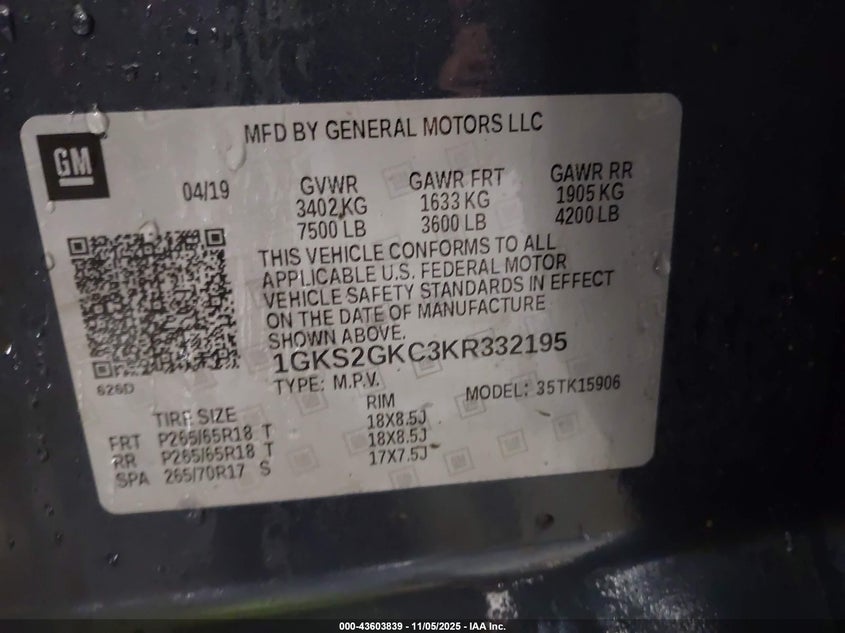 MFD BY GENERAL MOTORS LLC
GM
04/19
GVWR GAWR FRT GAWR RR
3402 KG 1633 KG 1905 KG
7500 LB 3600 LB 4200 LB
THIS VEHICLE CONFORMS TO ALL
APPLICABLE U.S. FEDERAL MOTOR
VEHICLE SAFETY STANDARDS IN EFFECT
ON THE DATE OF MANUFACTURE
SHOWN ABOVE.
1GKS2GKC3KR332195
626D
TYPE: M.P.V. MODEL: 35TK15906
TIRE SIZE RIM
FRT P265/65R18 T 18X8.5J
RR P265/65R18 T 18X8.5J
SPA 265/70R17 S 17X7.5J
000-43603839 - 11/05/2025 - IAA Inc.